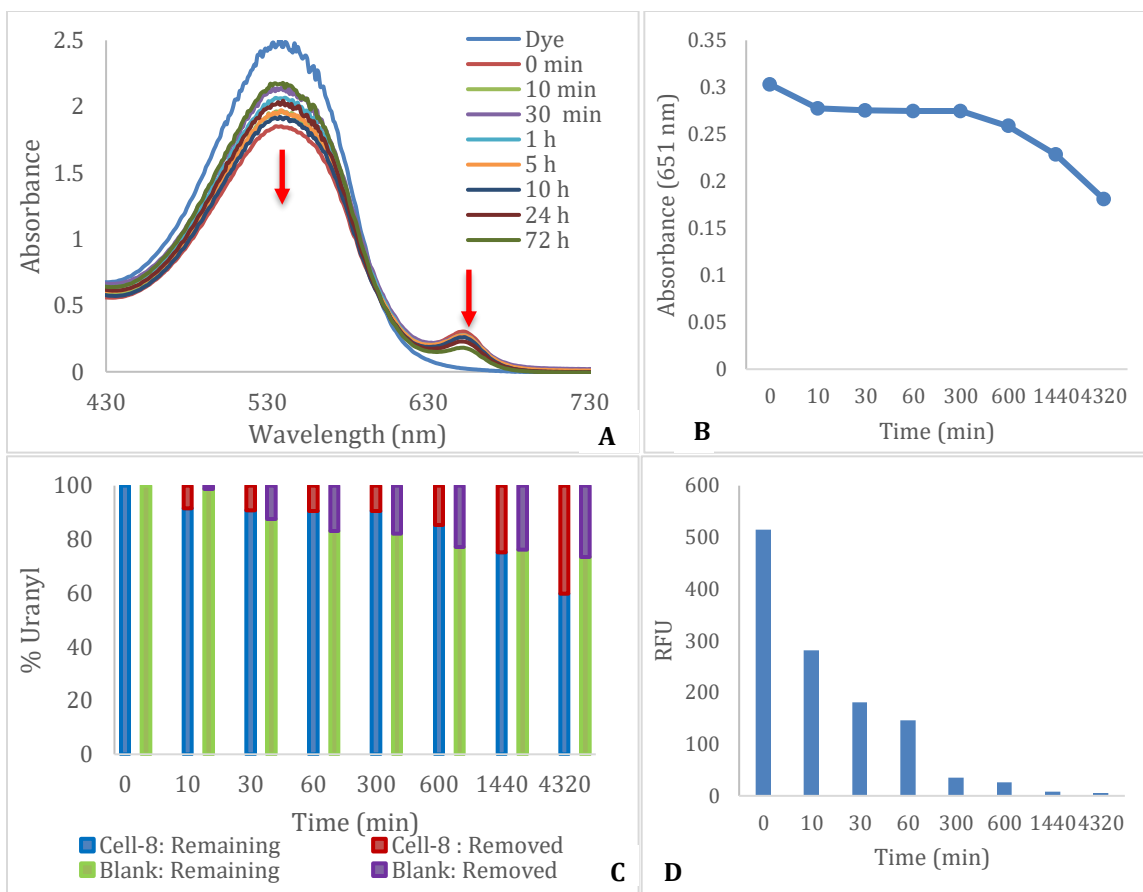 2.5
2
1.5
1
0.5
0
Absorbance
430
530
630
730
Wavelength (nm)
A
Dye
0 min
10 min
30  min
1 h
5 h
10 h
24 h
72 h
0.35
0.3
0.25
0.2
0.15
0.1
0.05
0
Absorbance (651 nm)
0 10 30 60 300 600 1440 4320
Time (min)
B
100
80
60
40
20
0
% Uranyl
0 10 30 60 300 600 1440 4320
Time (min)
Cell-8: Remaining
Cell-8 : Removed
Blank: Remaining
Blank: Removed
C
600
500
400
300
200
100
0
RFU
0 10 30 60 300 600 1440 4320
Time (min)
D